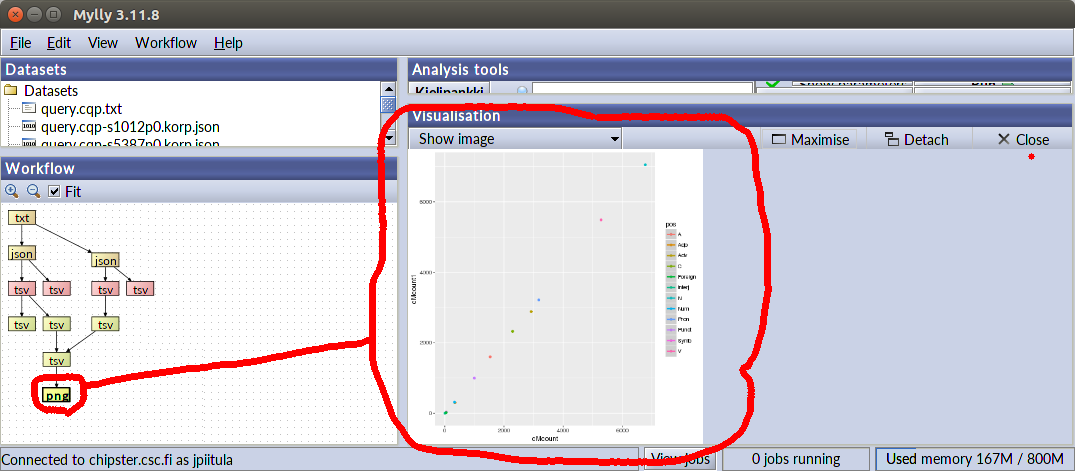 Mylly 3.11.8
File Edit View Workflow Help
Datasets
Datasets
query.cqp.txt
query.cqp-s1012p0.korp.json
query.cqp-s5387p0.korp.json
Workflow
Fit
txt
json
json
tsv tsv tsv tsv
tsv tsv tsv
tsv
png
Analysis tools
Kielipankki
Visualisation
Show image
Maximise Detach Close
6000
4000
2000
0
0 2000 4000 6000
cMcount1
cMcount
pos
A
Adp
Adv
C
Foreign
Interj
N
Num
Pron
Punct
Symb
V
Connected to chipster.csc.fi as jpiitula
View jobs
0 jobs running
Used memory 167M / 800M